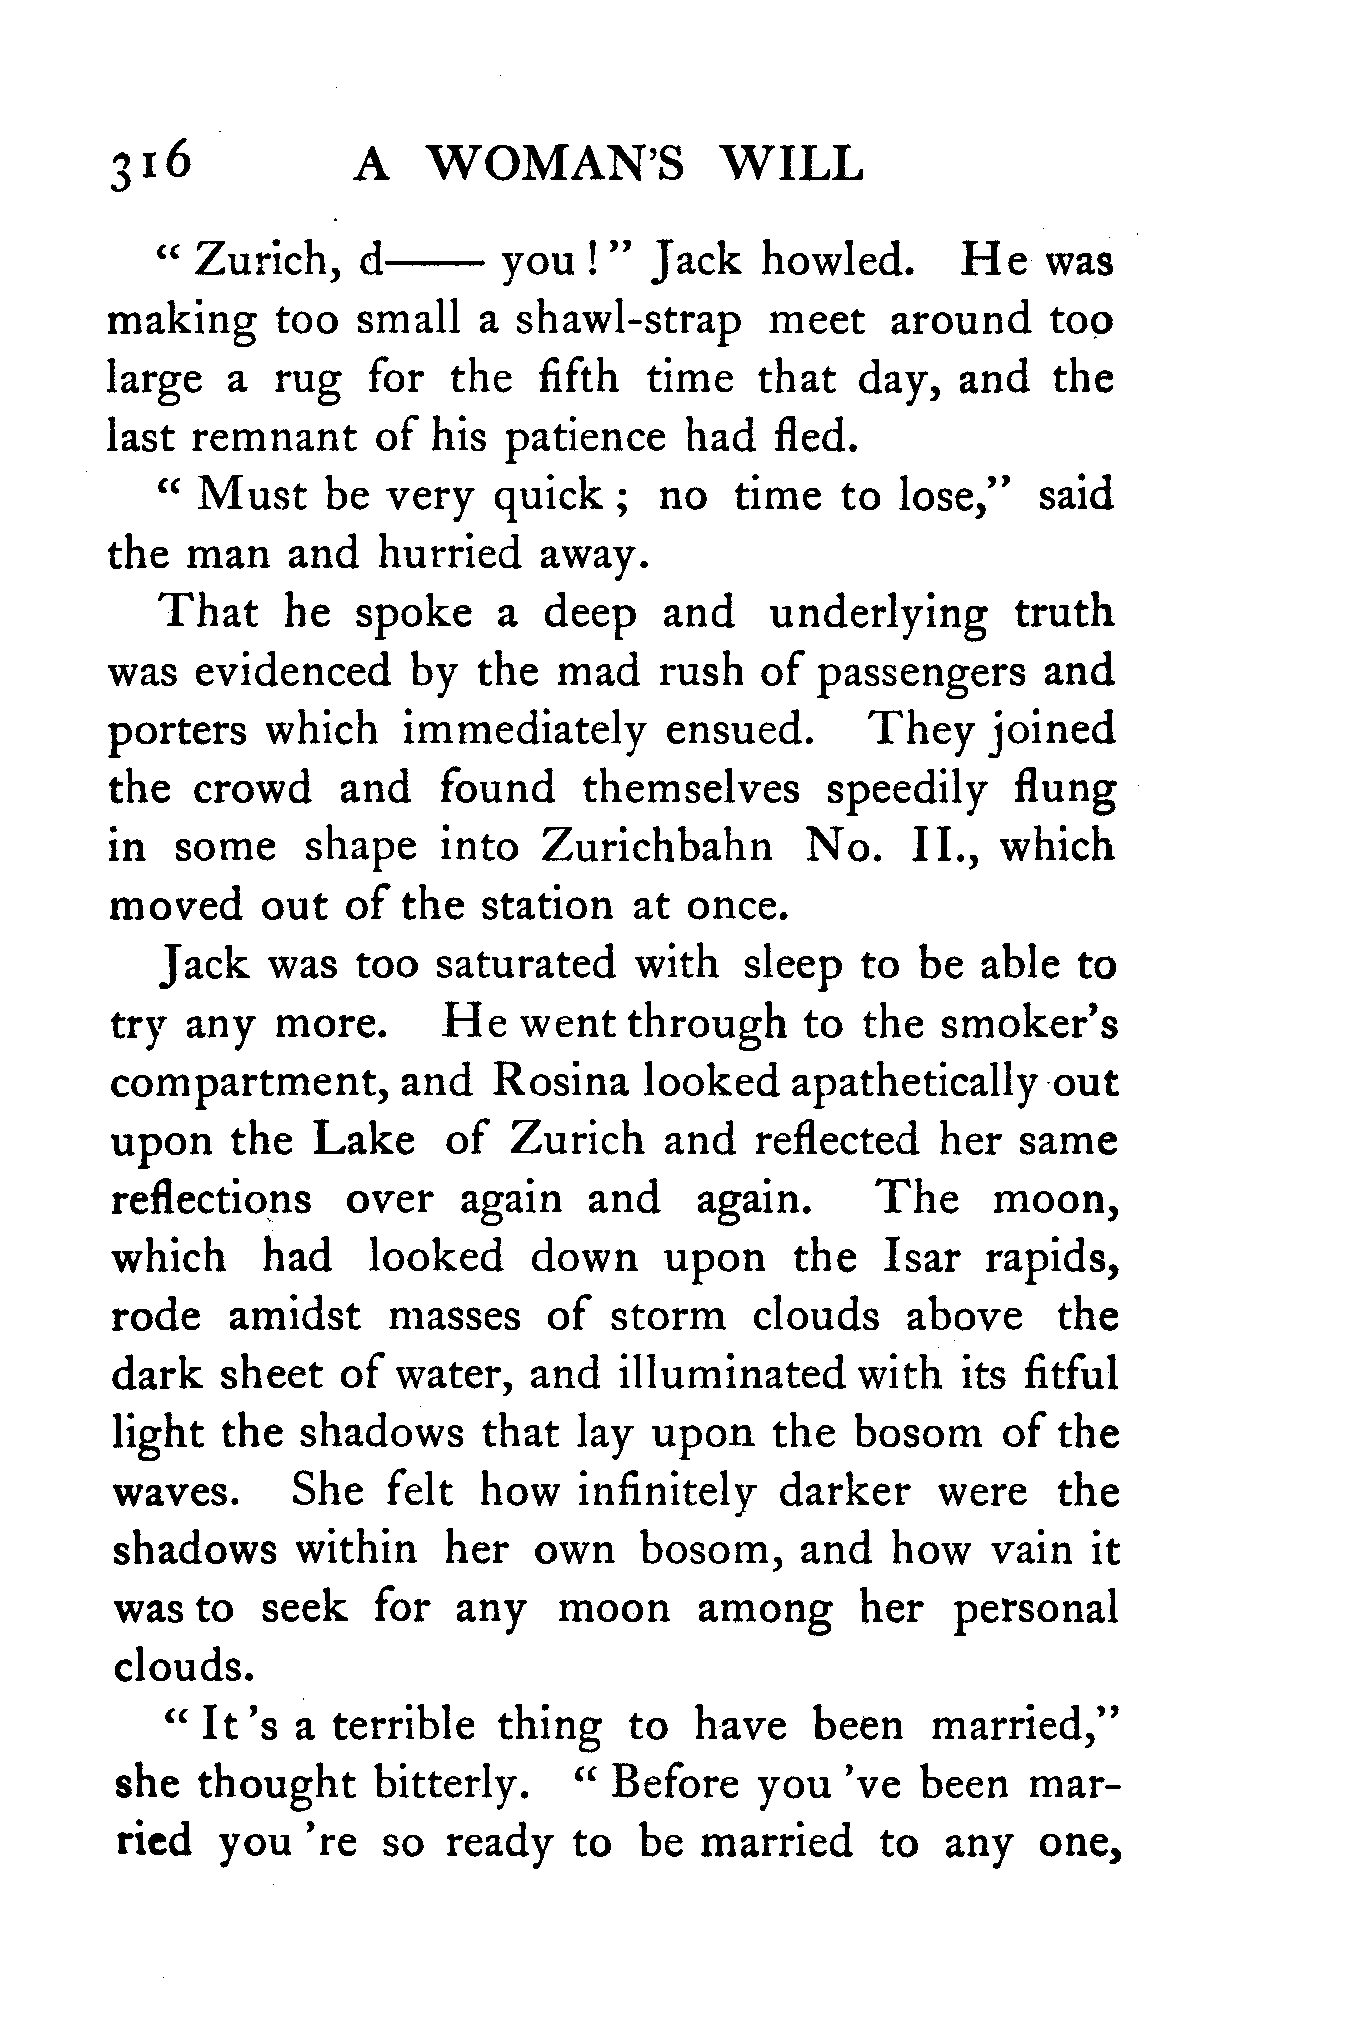 316 A WOMAN'S WILL
“ Zurich, d—— you ! ” Jack howled. He was
making too small a shawl-strap meet around too
large a rug for the fifth time that day, and the
last remnant of his patience had fled.
“ Must be very quick ; no time to lose,” said
the man and hurried away.
That he spoke a deep and underlying truth
was evidenced by the mad rush of passengers and
porters which immediately ensued. They joined
the crowd and found themselves speedily flung
in some shape into Zurichbahn No. II., which
moved out of the station at once.
Jack was too saturated with sleep to be able to
try any more. He went through to the smoker's
compartment, and Rosina looked apathetically out
upon the Lake of Zurich and reflected her same
reflections over again and again. The moon,
which had looked down upon the Isar rapids,
rode amidst masses of storm clouds above the
dark sheet of water, and illuminated with its fitful
light the shadows that lay upon the bosom of the
waves. She felt how infinitely darker were the
shadows within her own bosom, and how vain it
was to seek for any moon among her personal
clouds.
“ It 's a terrible thing to have been married,”
she thought bitterly. “ Before you 've been mar-
ried you 're so ready to be married to any one,